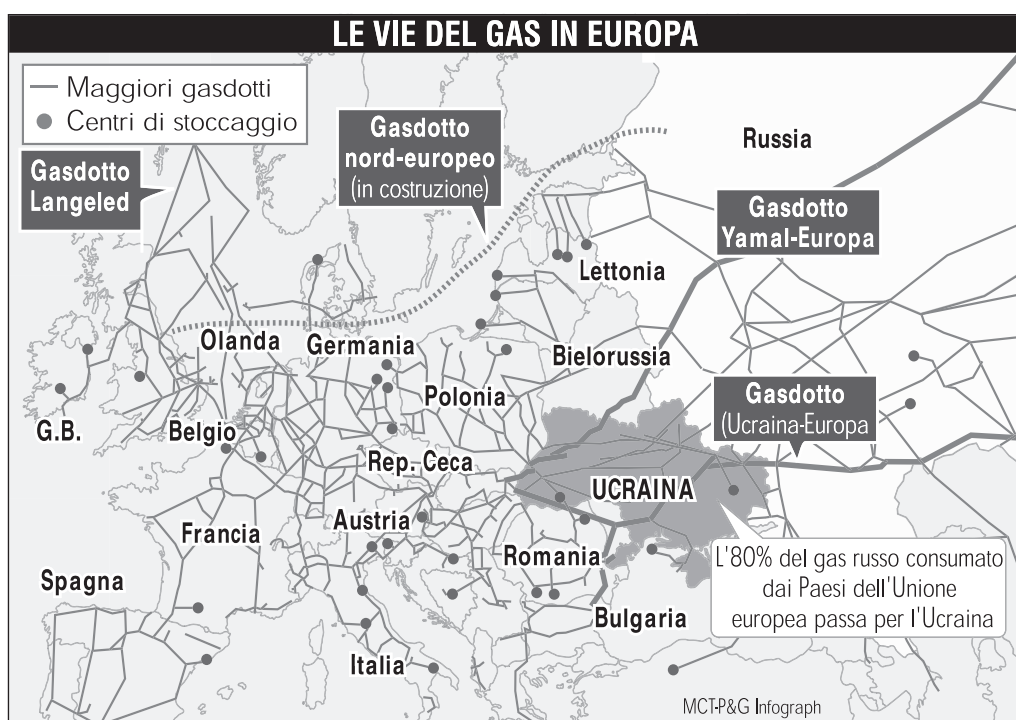 LE VIE DEL GAS IN EUROPA
Maggiori gasdotti
Centri di stoccaggio
Gasdotto
Langeled
Gasdotto
nord-europeo
(in costruzione)
Russia
Gasdotto
Yamal-Europa
Lettonia
Olanda
Germania
Bielorussia
Polonia
Gasdotto
(Ucraina-Europa
G.B.
Belgio
Rep. Ceca
UCRAINA
Austria
Francia
Romania
L'80% del gas russo consumato
dai Paesi dell'Unione
europea passa per l'Ucraina
Spagna
Bulgaria
Italia
MCT-P&G Infograph